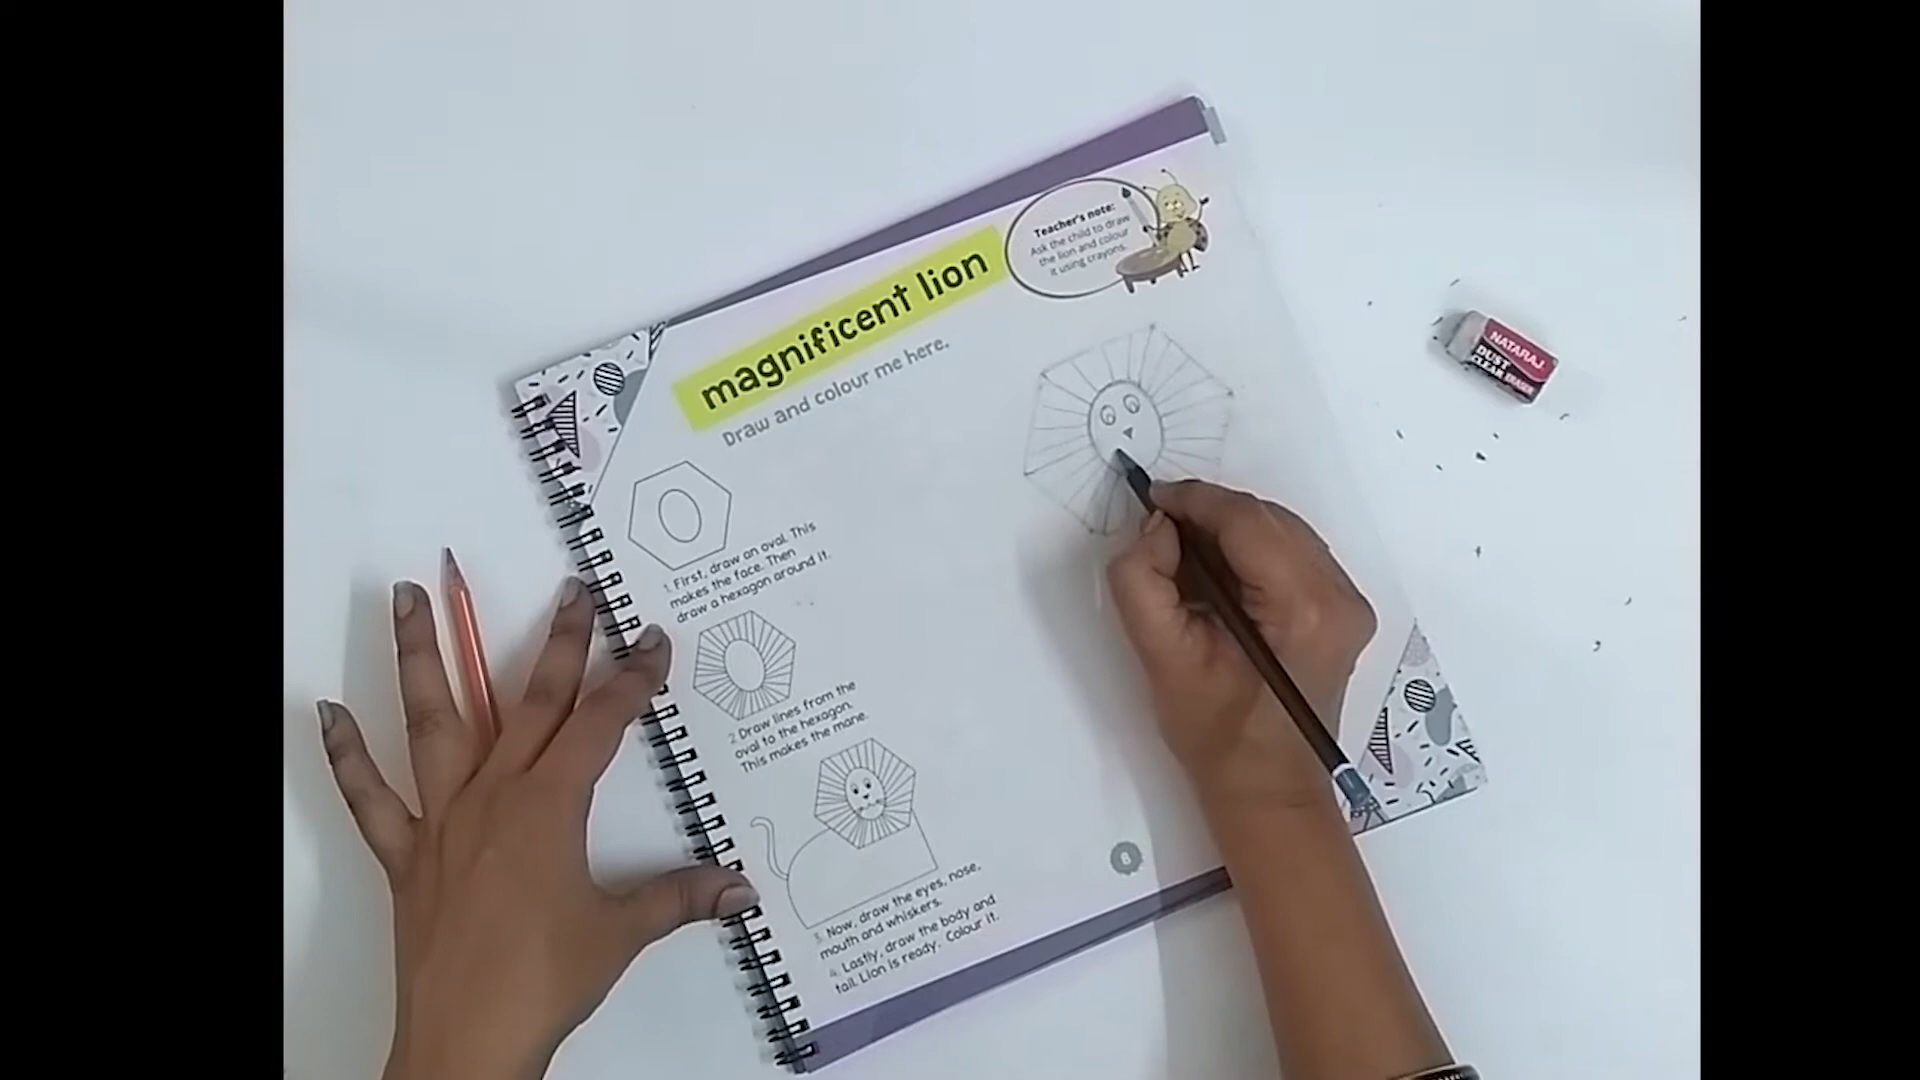 Teacher's note:
Ask the child to draw
the lion and colour
it using crayons.
magnificent lion
Draw and colour me here.
1. First, draw an oval. This
makes the face. Then
draw a hexagon around it.
2 Draw lines from the
oval to the hexagon.
This makes the mane.
3. Now, draw the eyes, nose,
mouth and whiskers.
4. Lastly, draw the body and
tail. Lion is ready. Colour it.
8
NATARAJ
DUST
CLEAR ERASER